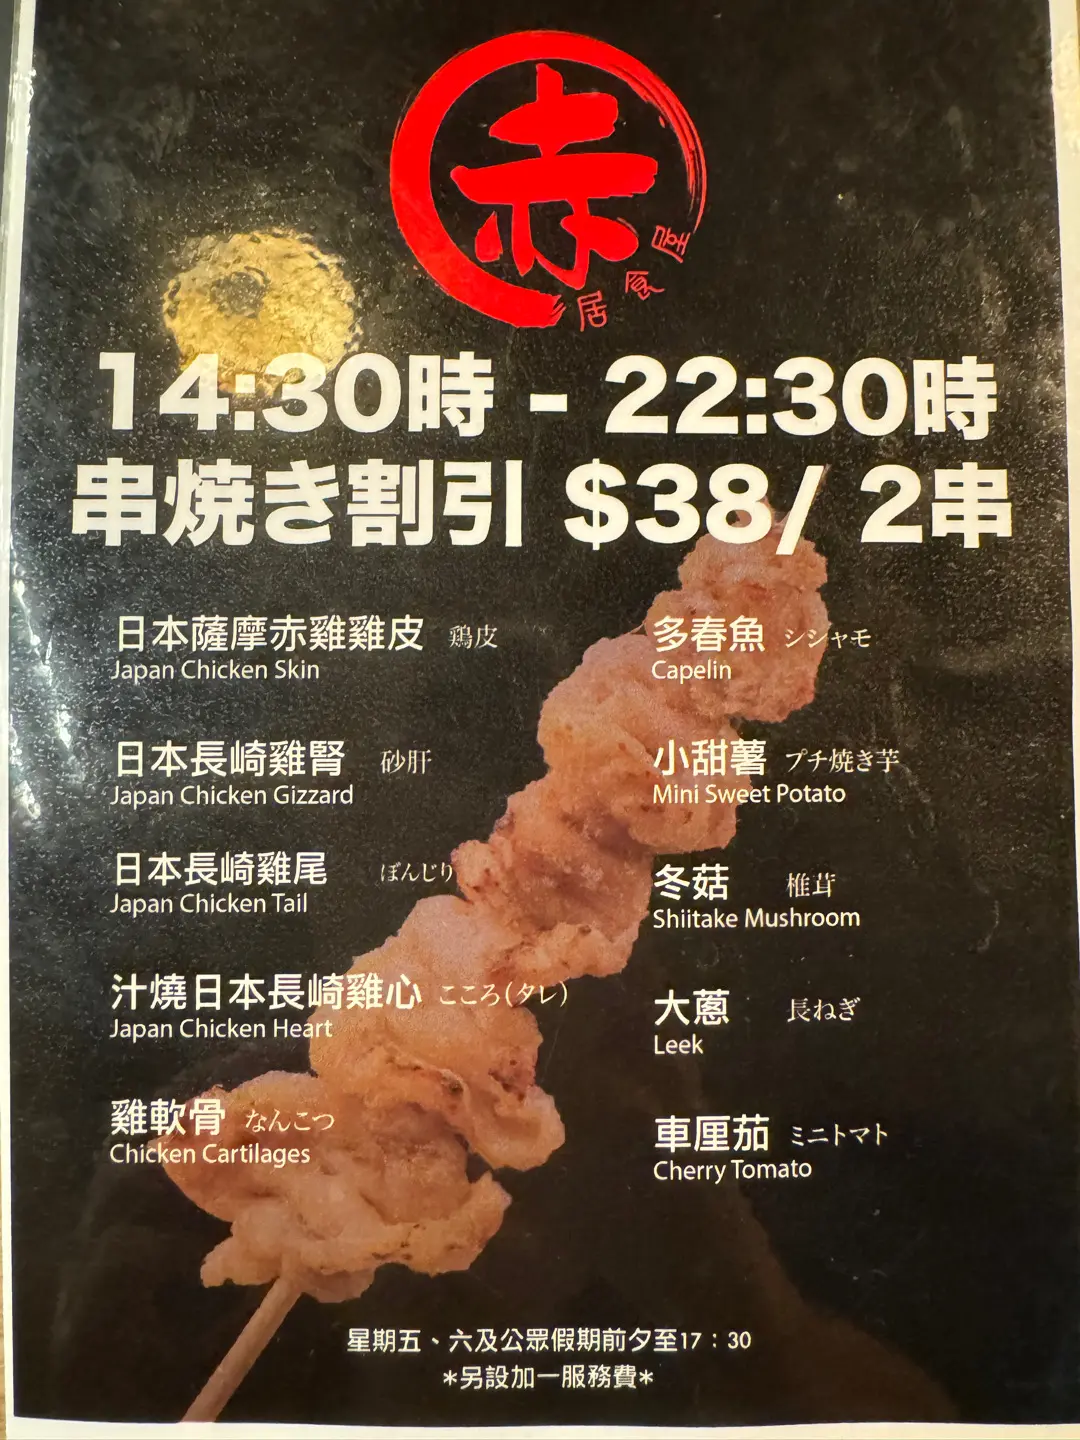 赤
彡居食屋
14:30時 - 22:30時
串焼き割引 $38/ 2串
日本薩摩赤雞雞皮 鶏皮
Japan Chicken Skin
日本長崎雞腎 砂肝
Japan Chicken Gizzard
日本長崎雞尾 ぼんじり
Japan Chicken Tail
汁燒日本長崎雞心 こころ(タレ)
Japan Chicken Heart
雞軟骨 なんこつ
Chicken Cartilages
多春魚 シシャモ
Capelin
小甜薯 プチ焼き芋
Mini Sweet Potato
冬菇 椎茸
Shiitake Mushroom
大蔥 長ねぎ
Leek
車厘茄 ミニトマト
Cherry Tomato
星期五、六及公眾假期前夕至17：30
*另設加一服務費*